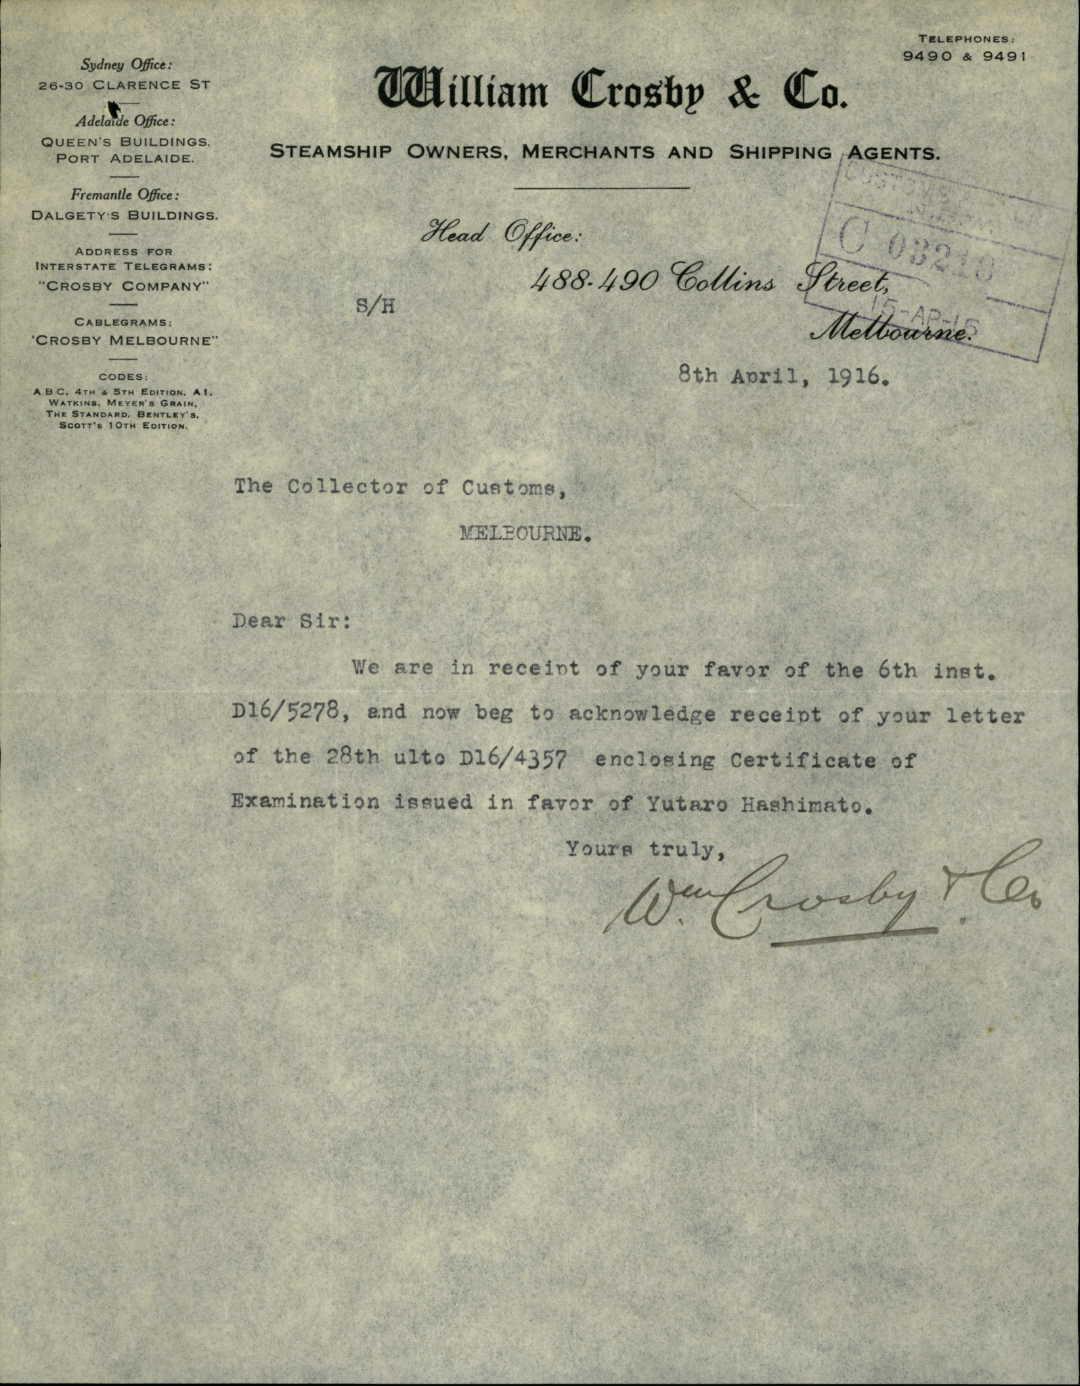 TELEPHONES:
9490 & 9491
Sydney Office:
26-30 CLARENCE ST
Adelaide Office:
QUEEN'S BUILDINGS,
PORT ADELAIDE.
Fremantle Office:
DALGETY'S BUILDINGS.
ADDRESS FOR
INTERSTATE TELEGRAMS:
"CROSBY COMPANY"
CABLEGRAMS:
'CROSBY MELBOURNE"
CODES:
A B C, 4TH & 5TH EDITION, A1,
WATKINS, MEYER'S GRAIN,
THE STANDARD, BENTLEY'S,
SCOTT'S 10TH EDITION.
William Crosby & Co.
STEAMSHIP OWNERS, MERCHANTS AND SHIPPING AGENTS.
Head Office:
488-490 Collins Street,
Melbourne.
S/H
8th April, 1916.
The Collector of Customs,
MELBOURNE.
Dear Sir:
We are in receipt of your favor of the 6th inst.
D16/5278, and now beg to acknowledge receipt of your letter
of the 28th ulto D16/4357 enclosing Certificate of
Examination issued in favor of Yutaro Hashimato.
Yours truly,
Wm. Crosby & Co